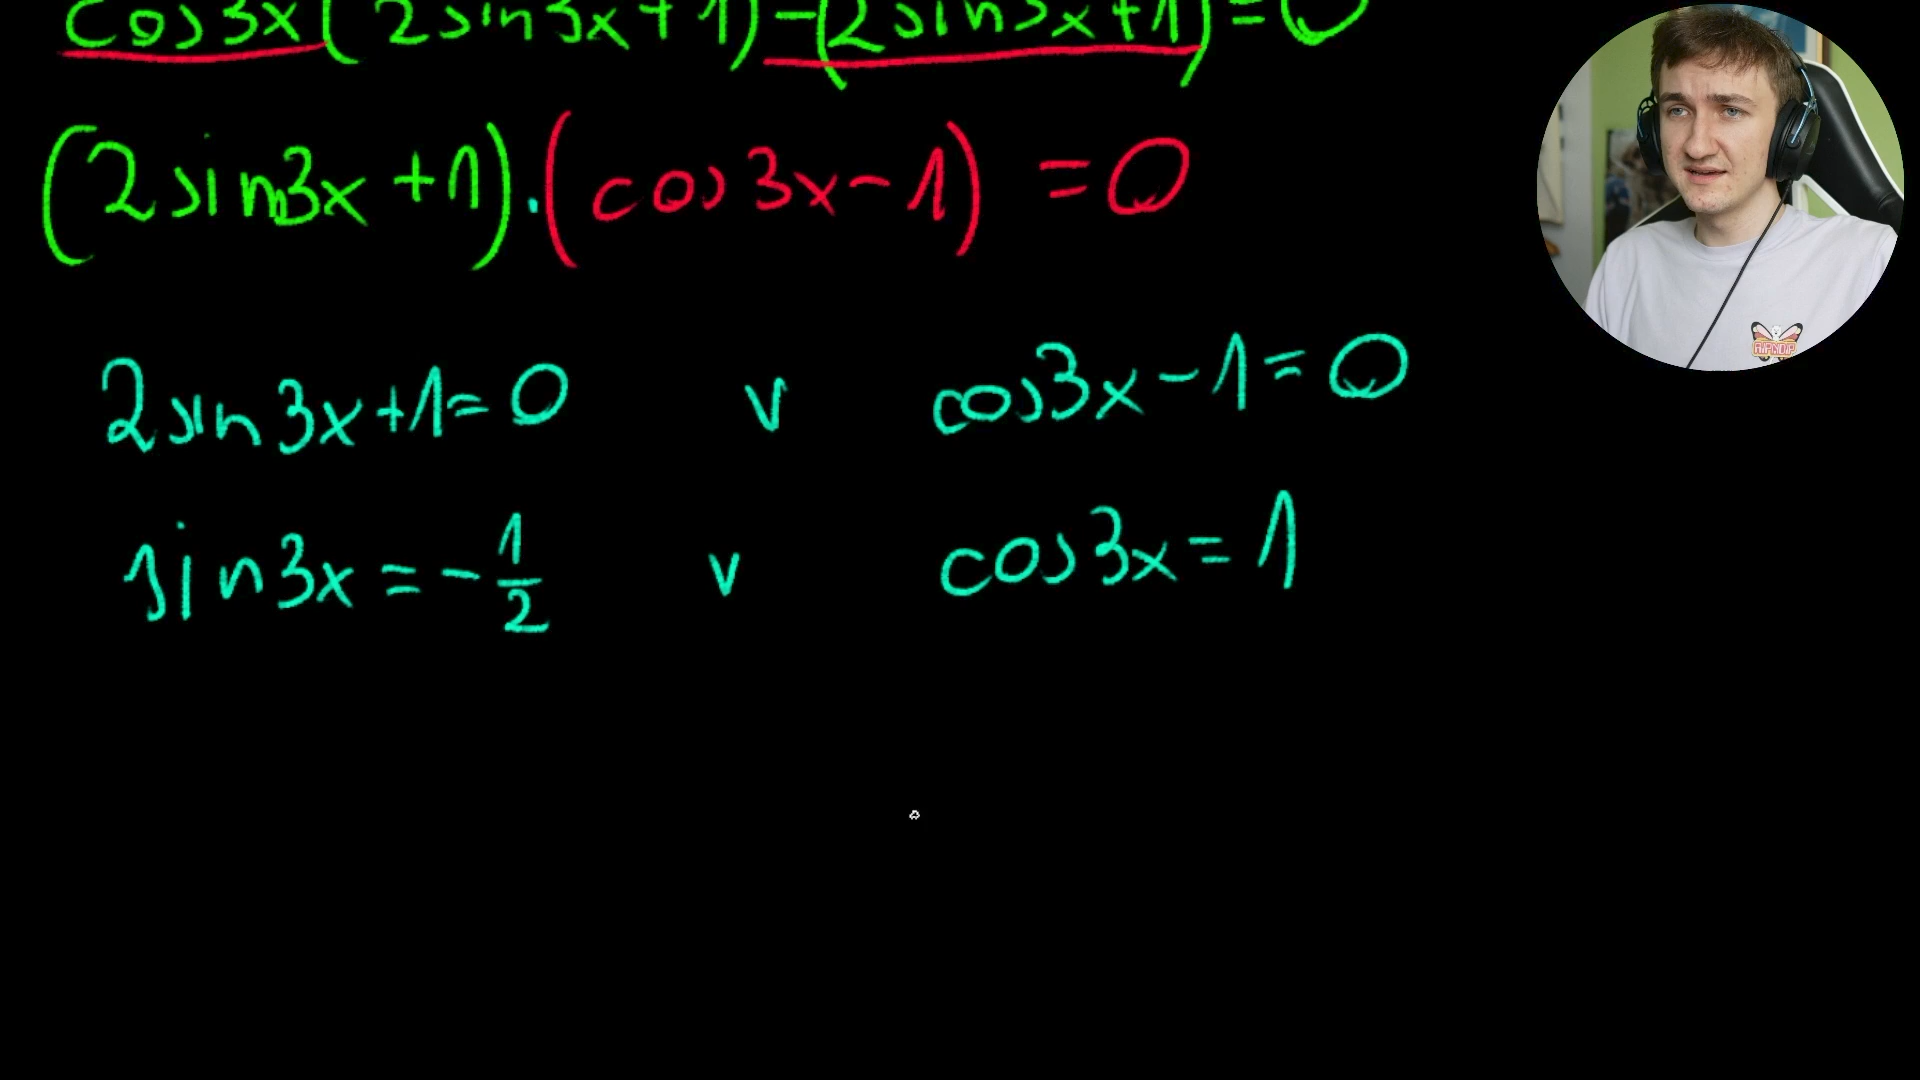 cos3x(2sin3x+1)-(2sin3x+1)=0
(2sin3x+1)·(cos3x-1)=0
2sin3x+1=0 v cos3x-1=0
sin3x=-1/2 v cos3x=1
RIPNDIP